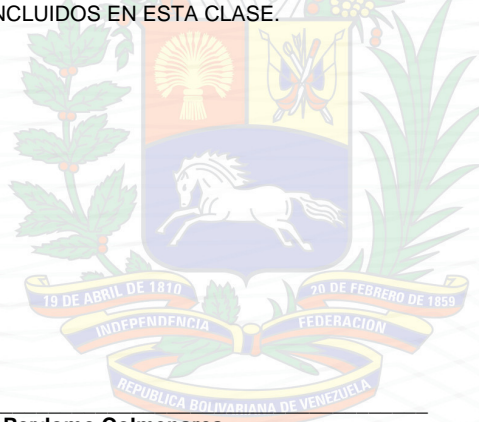 NCLUIDOS EN ESTA CLASE.
19 DE ABRIL DE 1810
20 DE FEBRERO DE 1859
INDEPENDENCIA
FEDERACION
REPUBLICA BOLIVARIANA DE VENEZUELA